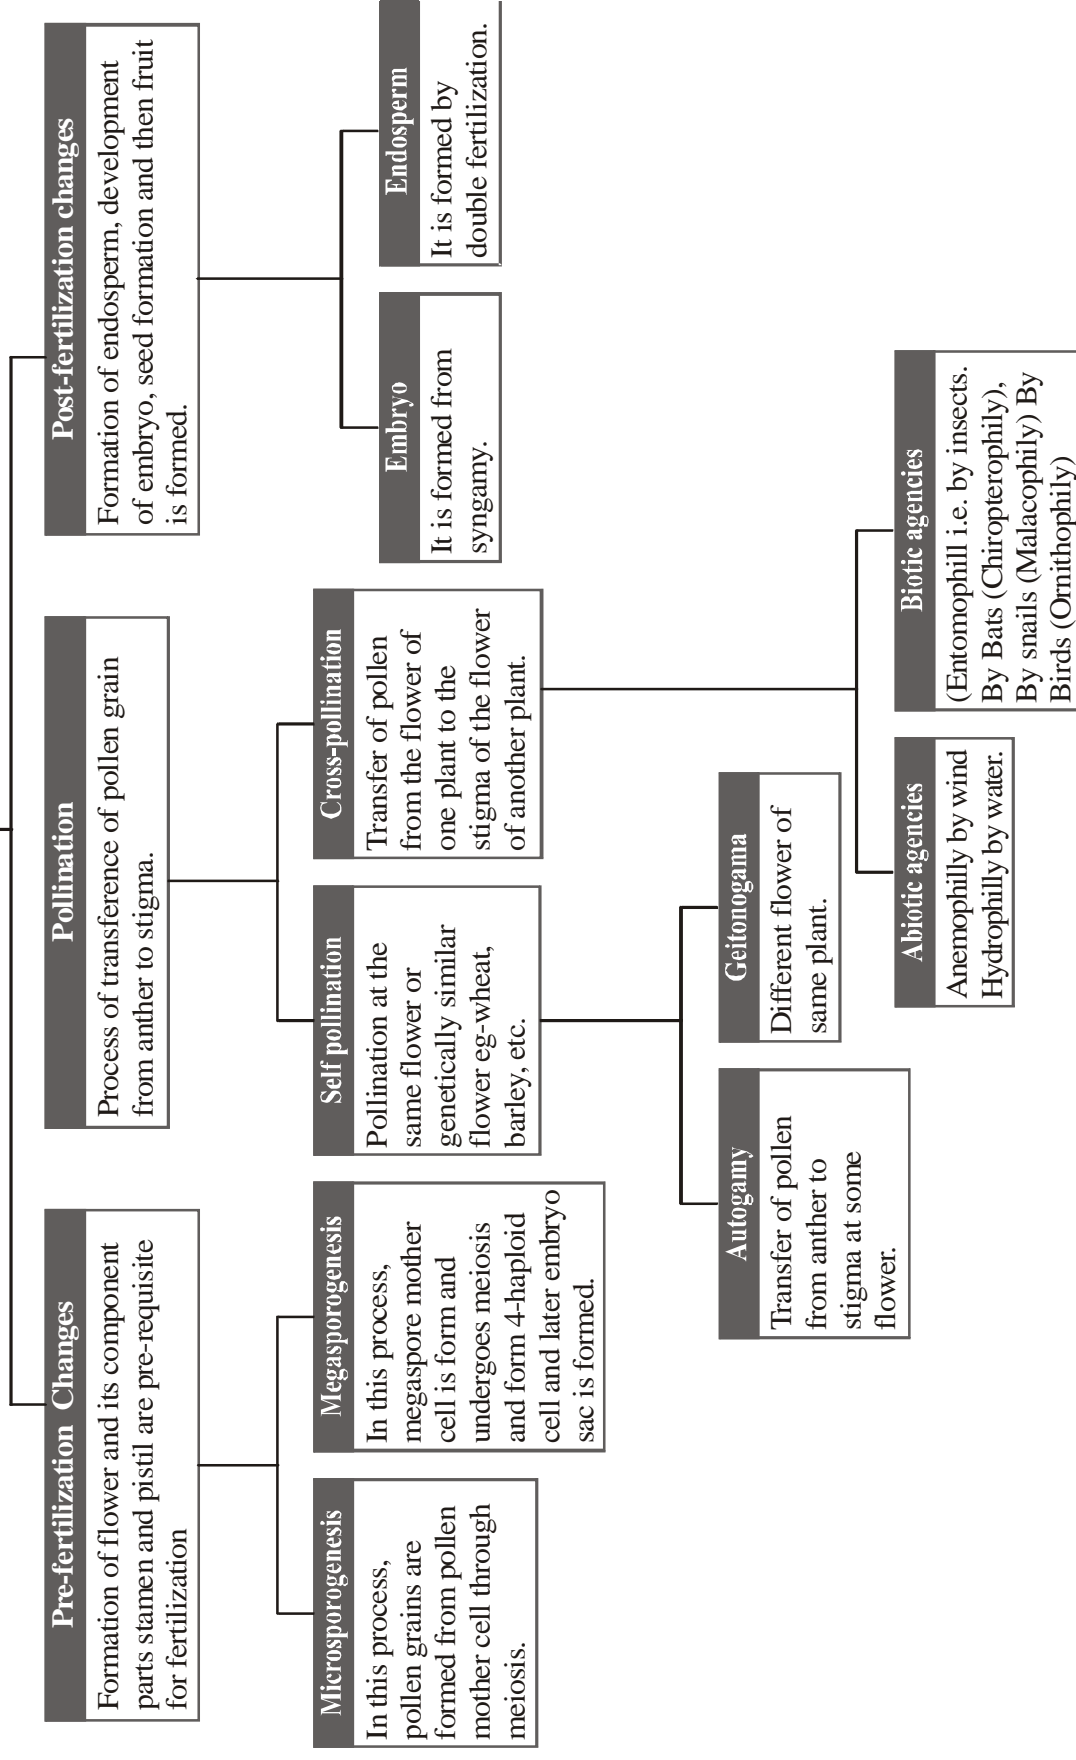 Pre-fertilization Changes
Formation of flower and its component
parts stamen and pistil are pre-requisite
for fertilization
Pollination
Process of transference of pollen grain
from anther to stigma.
Post-fertilization changes
Formation of endosperm, development
of embryo, seed formation and then fruit
is formed.
Microsporogenesis
In this process,
pollen grains are
formed from pollen
mother cell through
meiosis.
Megasporogenesis
In this process,
megaspore mother
cell is form and
undergoes meiosis
and form 4-haploid
cell and later embryo
sac is formed.
Self pollination
Pollination at the
same flower or
genetically similar
flower eg-wheat,
barley, etc.
Cross-pollination
Transfer of pollen
from the flower of
one plant to the
stigma of the flower
of another plant.
Embryo
It is formed from
syngamy.
Endosperm
It is formed by
double fertilization.
Autogamy
Transfer of pollen
from anther to
stigma at some
flower.
Geitonogama
Different flower of
same plant.
Abiotic agencies
Anemophilly by wind
Hydrophilly by water.
Biotic agencies
(Entomophill i.e. by insects.
By Bats (Chiropterophily),
By snails (Malacophily) By
Birds (Ornithophily)